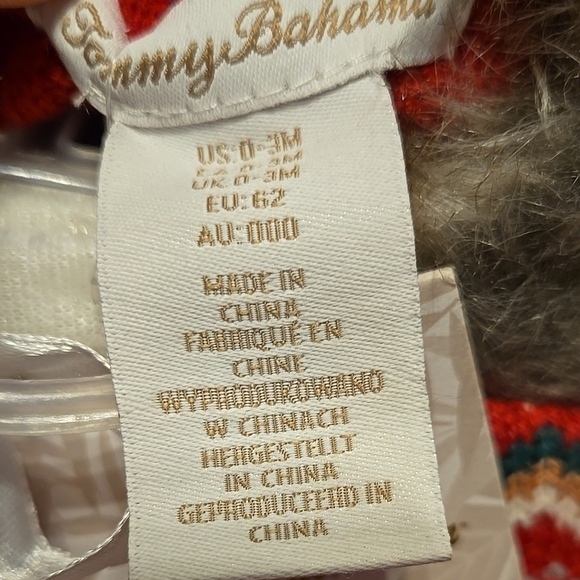 Tommy Bahama
US:0-3M
UK 0-3M
EU:62
AU:000
MADE IN
CHINA
FABRIQUÉ EN
CHINE
WYPRODUKOWANO
W CHINACH
HERGESTELLT
IN CHINA
GEPRODUCEERD IN
CHINA